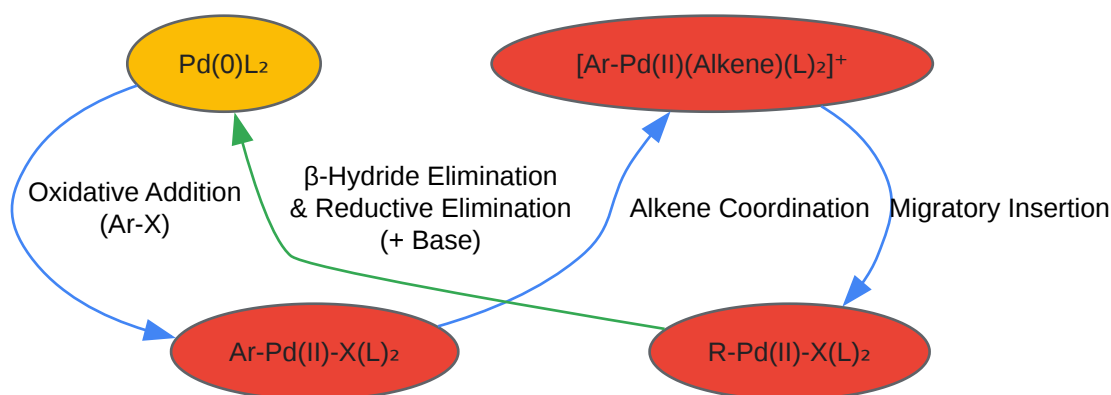 Pd(0)L₂
[Ar-Pd(II)(Alkene)(L)₂]⁺
Oxidative Addition
(Ar-X)
β-Hydride Elimination
& Reductive Elimination
(+ Base)
Alkene Coordination
Migratory Insertion
Ar-Pd(II)-X(L)₂
R-Pd(II)-X(L)₂